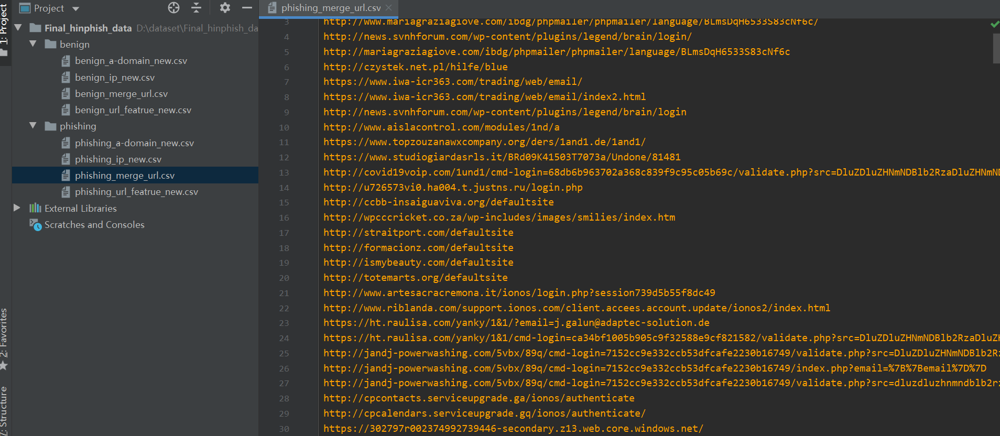 Project
phishing_merge_url.csv
1: Project
Final_hinphish_data D:\dataset\Final_hinphish_da
benign
benign_a-domain_new.csv
benign_ip_new.csv
benign_merge_url.csv
benign_url_featrue_new.csv
phishing
phishing_a-domain_new.csv
phishing_ip_new.csv
phishing_merge_url.csv
phishing_url_featrue_new.csv
External Libraries
Scratches and Consoles
2: Favorites
7: Structure
3 http://www.mariagraziagiove.com/ibdg/phpmailer/phpmailer/language/BLmsDqH6533S83cNf6c/
4 http://news.svnhforum.com/wp-content/plugins/legend/brain/login/
5 http://mariagraziagiove.com/ibdg/phpmailer/phpmailer/language/BLmsDqH6533S83cNf6c
6 http://czystek.net.pl/hilfe/blue
7 https://www.iwa-icr363.com/trading/web/email/
8 https://www.iwa-icr363.com/trading/web/email/index2.html
9 http://news.svnhforum.com/wp-content/plugins/legend/brain/login
10 http://www.aislacontrol.com/modules/1nd/a
11 https://www.topzouzanawxcompany.org/ders/1and1.de/1and1/
12 https://www.studiogiardasrls.it/BRd09K41503T7073a/Undone/81481
13 http://covid19voip.com/1und1/cmd-login=68db6b963702a368c839f9c95c05b69c/validate.php?src=DluZDluZHNmNDBlb2RzaDluZHNmND
14 http://u726573vi0.ha004.t.justns.ru/login.php
15 http://ccbb-insaiguaviva.org/defaultsite
16 http://wpcccricket.co.za/wp-includes/images/smilies/index.htm
17 http://straitport.com/defaultsite
18 http://formacionz.com/defaultsite
19 http://ismybeauty.com/defaultsite
20 http://totemarts.org/defaultsite
21 http://www.artesacracremona.it/ionos/login.php?session739d5b55f8dc49
22 http://www.riblanda.com/support.ionos.com/client.accees.account.update/ionos2/index.html
23 https://ht.raulisa.com/yanky/1&1/?email=j.galun@adaptec-solution.de
24 https://ht.raulisa.com/yanky/1&1/cmd-login=ca34bf1005b905c9f32588e9cf821582/validate.php?src=DluZDluZHNmNDBlb2RzaDluZH
25 http://jandj-powerwashing.com/5vbx/89q/cmd-login=7152cc9e332ccb53dfcafe2230b16749/validate.php?src=DluZDluZHNmNDBlb2Rz
26 http://jandj-powerwashing.com/5vbx/89q/cmd-login=7152cc9e332ccb53dfcafe2230b16749/index.php?email=%7B%7Bemail%7D%7D
27 http://jandj-powerwashing.com/5vbx/89q/cmd-login=7152cc9e332ccb53dfcafe2230b16749/validate.php?src=dluzdluzhnmndblb2rz
28 http://cpcontacts.serviceupgrade.ga/ionos/authenticate
29 http://cpcalendars.serviceupgrade.gq/ionos/authenticate/
30 https://302797r002374992739446-secondary.z13.web.core.windows.net/